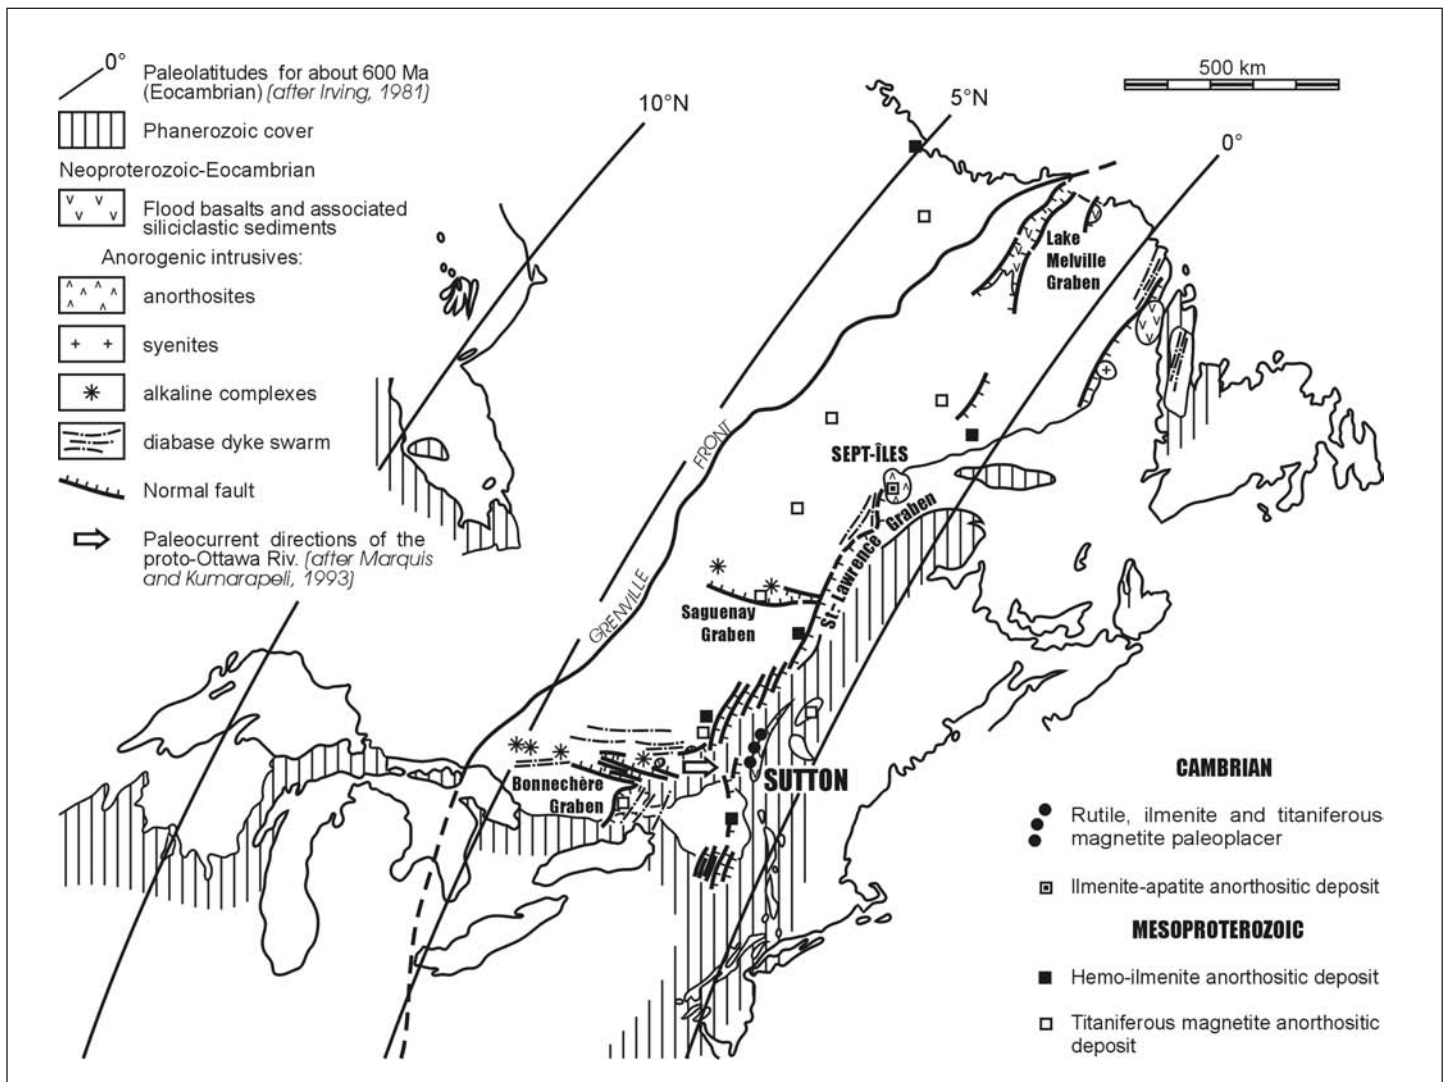 0°
Paleolatitudes for about 600 Ma
(Eocambrian) (after Irving, 1981)
Phanerozoic cover
Neoproterozoic-Eocambrian
Flood basalts and associated
siliciclastic sediments
Anorogenic intrusives:
anorthosites
syenites
alkaline complexes
diabase dyke swarm
Normal fault
Paleocurrent directions of the
proto-Ottawa Riv. (after Marquis
and Kumarapeli, 1993)
500 km
10°N
5°N
0°
Lake
Melville
Graben
GRENVILLE FRONT
SEPT-ÎLES
St.- Lawrence Graben
Saguenay
Graben
Bonnechère
Graben
SUTTON
CAMBRIAN
Rutile, ilmenite and titaniferous
magnetite paleoplacer
Ilmenite-apatite anorthositic deposit
MESOPROTEROZOIC
Hemo-ilmenite anorthositic deposit
Titaniferous magnetite anorthositic
deposit